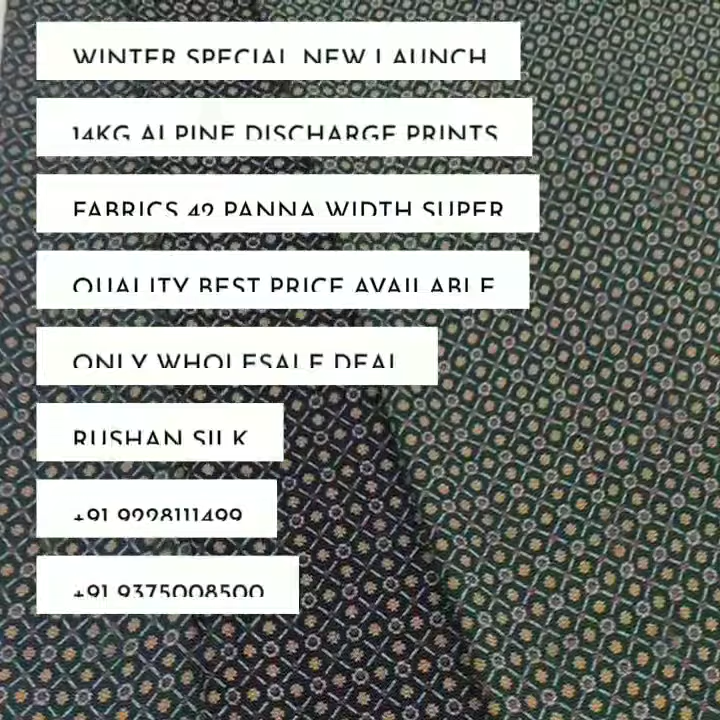 WINTER SPECIAL NEW LAUNCH
14KG ALPINE DISCHARGE PRINTS
FABRICS 42 PANNA WIDTH SUPER
QUALITY BEST PRICE AVAILABLE
ONLY WHOLESALE DEAL
RUSHAN SILK
+91 9228111499
+91 9375008500